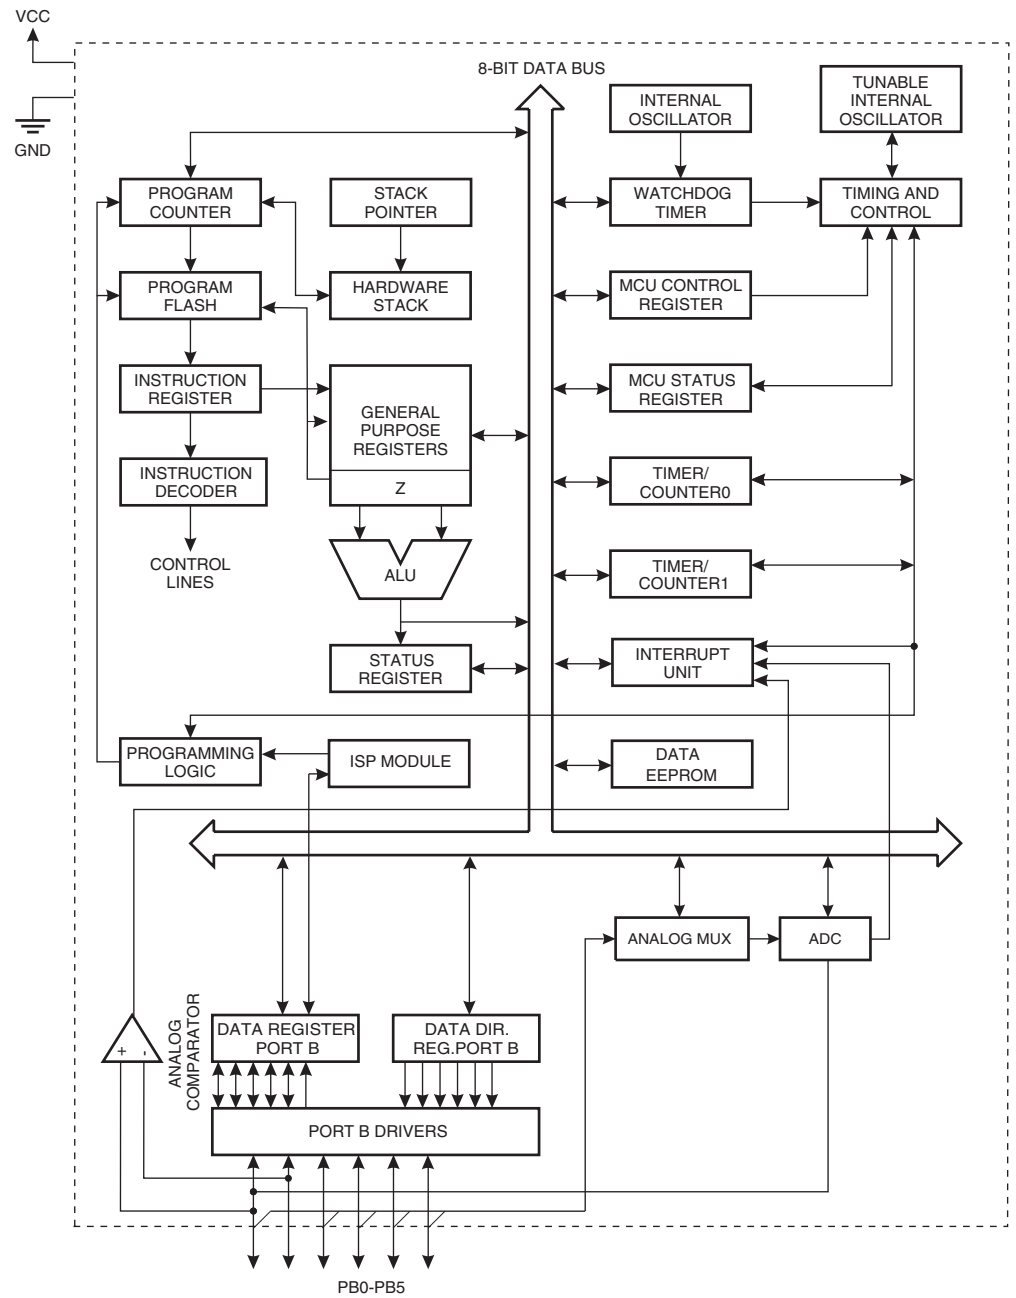 VCC
GND
8-BIT DATA BUS
INTERNAL
OSCILLATOR
TUNABLE
INTERNAL
OSCILLATOR
PROGRAM
COUNTER
STACK
POINTER
WATCHDOG
TIMER
TIMING AND
CONTROL
PROGRAM
FLASH
HARDWARE
STACK
MCU CONTROL
REGISTER
INSTRUCTION
REGISTER
GENERAL
PURPOSE
REGISTERS
Z
MCU STATUS
REGISTER
INSTRUCTION
DECODER
TIMER/
COUNTER0
CONTROL
LINES
ALU
TIMER/
COUNTER1
STATUS
REGISTER
INTERRUPT
UNIT
PROGRAMMING
LOGIC
ISP MODULE
DATA
EEPROM
ANALOG MUX
ADC
ANALOG
COMPARATOR
+
-
DATA REGISTER
PORT B
DATA DIR.
REG.PORT B
PORT B DRIVERS
PB0-PB5